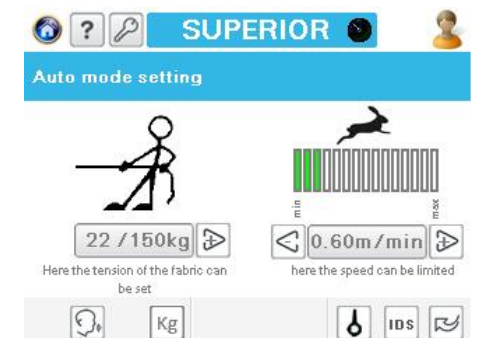 ?
SUPERIOR
Auto mode setting
min
max
22 /150kg
+
-
0.60m/min
+
Here the tension of the fabric can
be set
here the speed can be limited
Kg
IDS